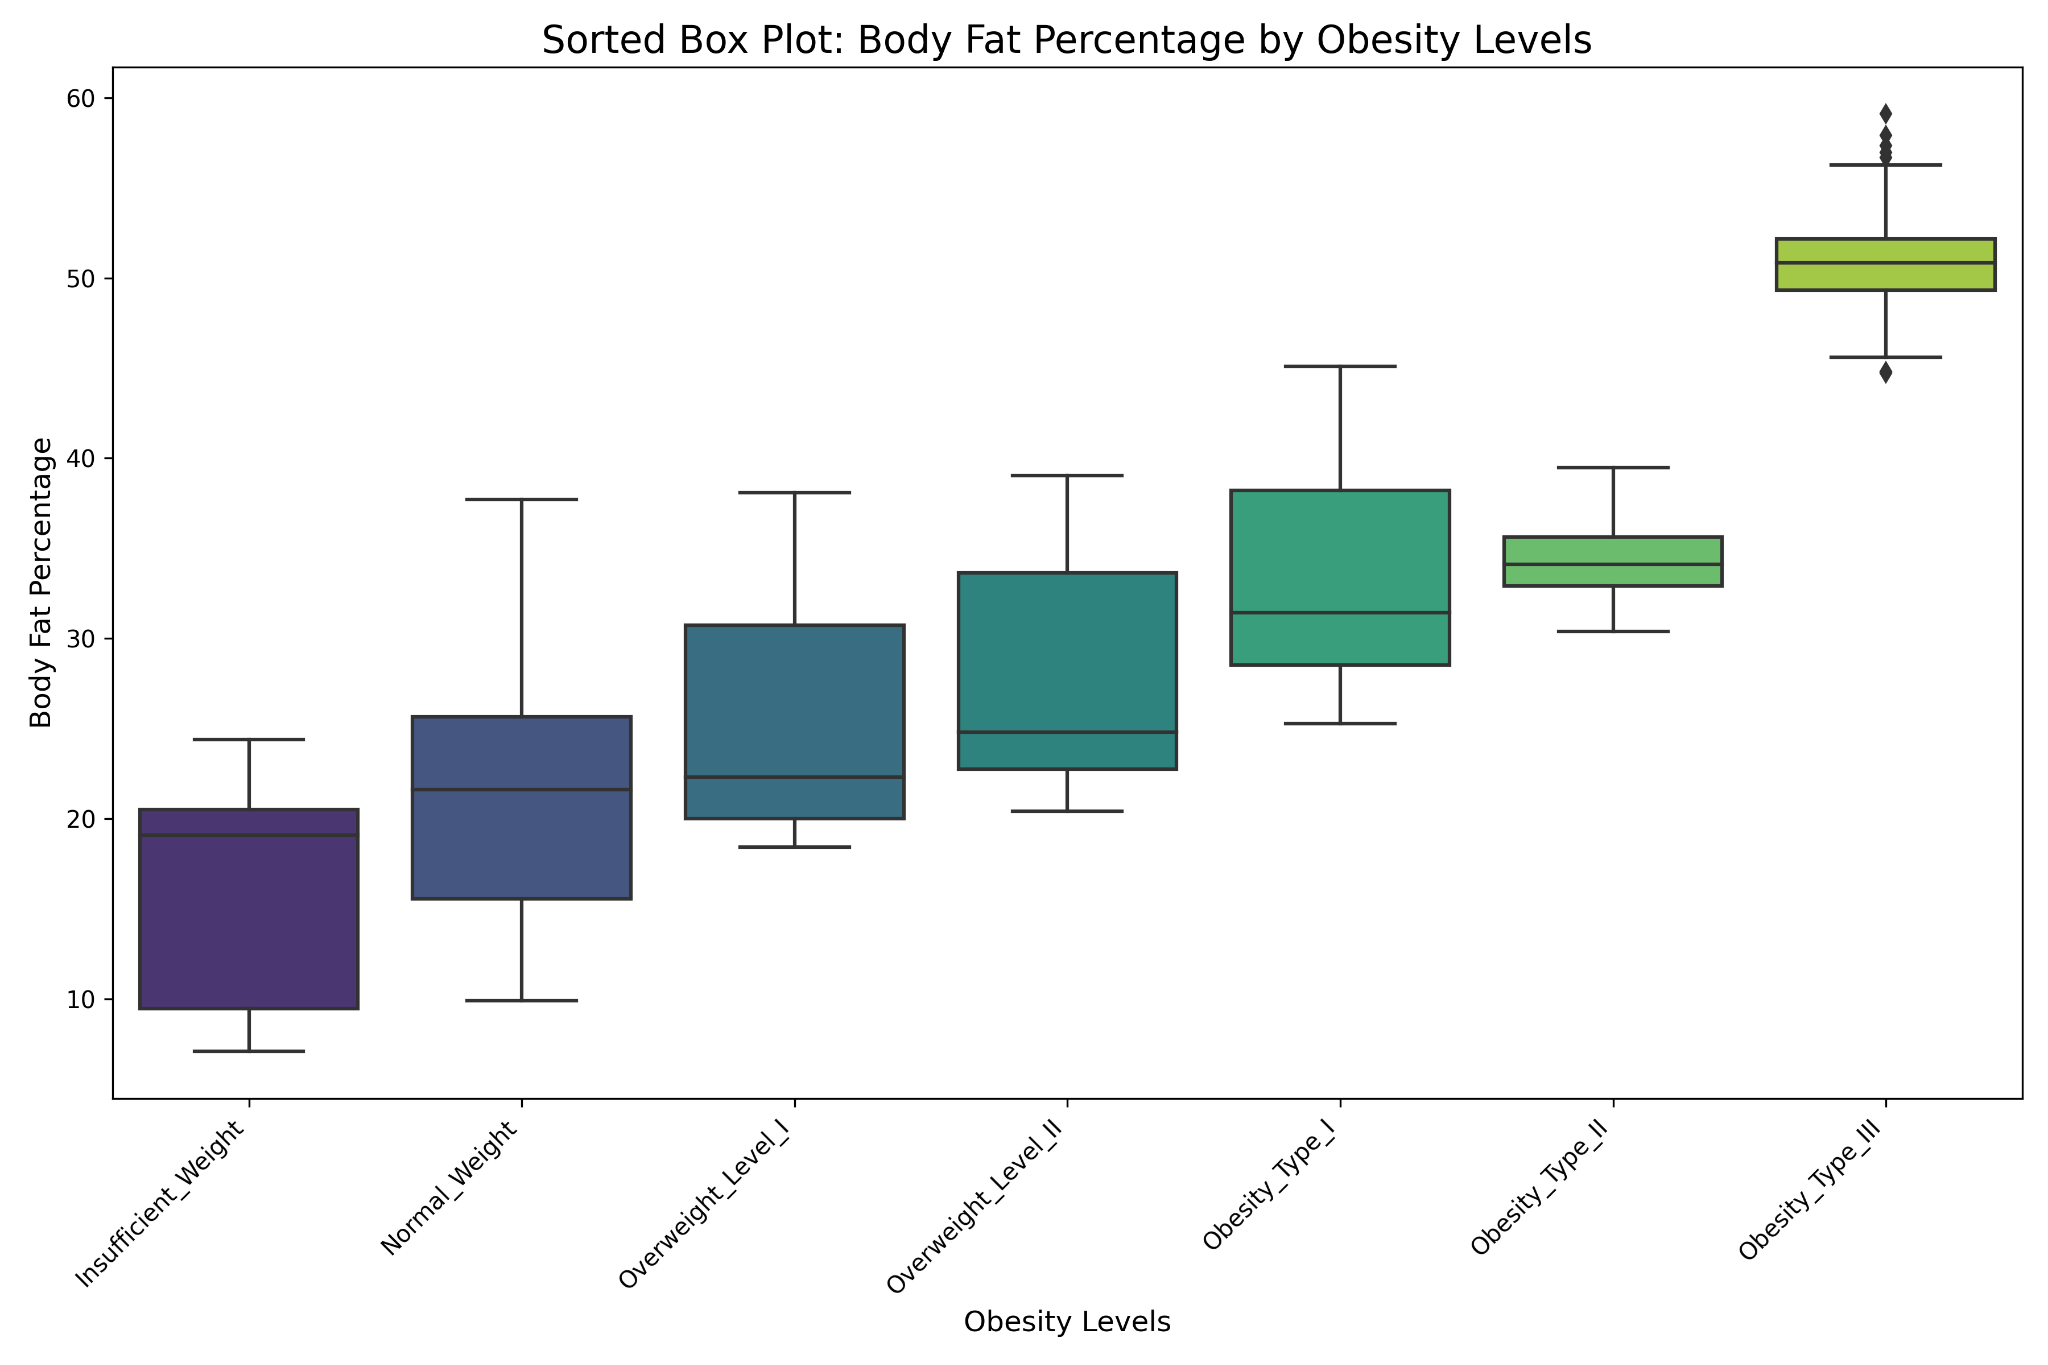 Sorted Box Plot: Body Fat Percentage by Obesity Levels
Body Fat Percentage
60
50
40
30
20
10
Insufficient_Weight
Normal_Weight
Overweight_Level_I
Overweight_Level_II
Obesity_Type_I
Obesity_Type_II
Obesity_Type_III
Obesity Levels